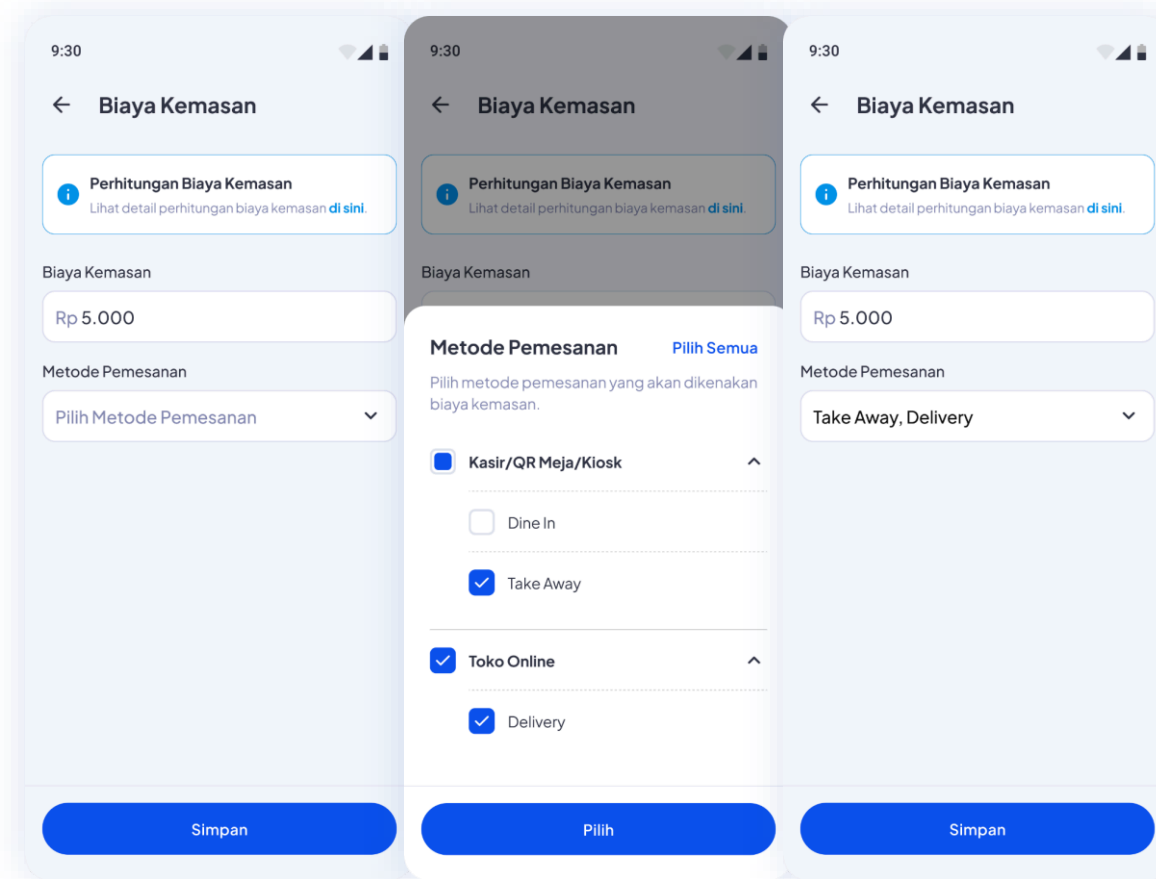 9:30
Biaya Kemasan
Perhitungan Biaya Kemasan
Lihat detail perhitungan biaya kemasan di sini.
Biaya Kemasan
Rp 5.000
Metode Pemesanan
Pilih Metode Pemesanan
Simpan
9:30
Biaya Kemasan
Perhitungan Biaya Kemasan
Lihat detail perhitungan biaya kemasan di sini.
Biaya Kemasan
Metode Pemesanan
Pilih Semua
Pilih metode pemesanan yang akan dikenakan
biaya kemasan.
Kasir/QR Meja/Kiosk
Dine In
Take Away
Toko Online
Delivery
Pilih
9:30
Biaya Kemasan
Perhitungan Biaya Kemasan
Lihat detail perhitungan biaya kemasan di sini.
Biaya Kemasan
Rp 5.000
Metode Pemesanan
Take Away, Delivery
Simpan